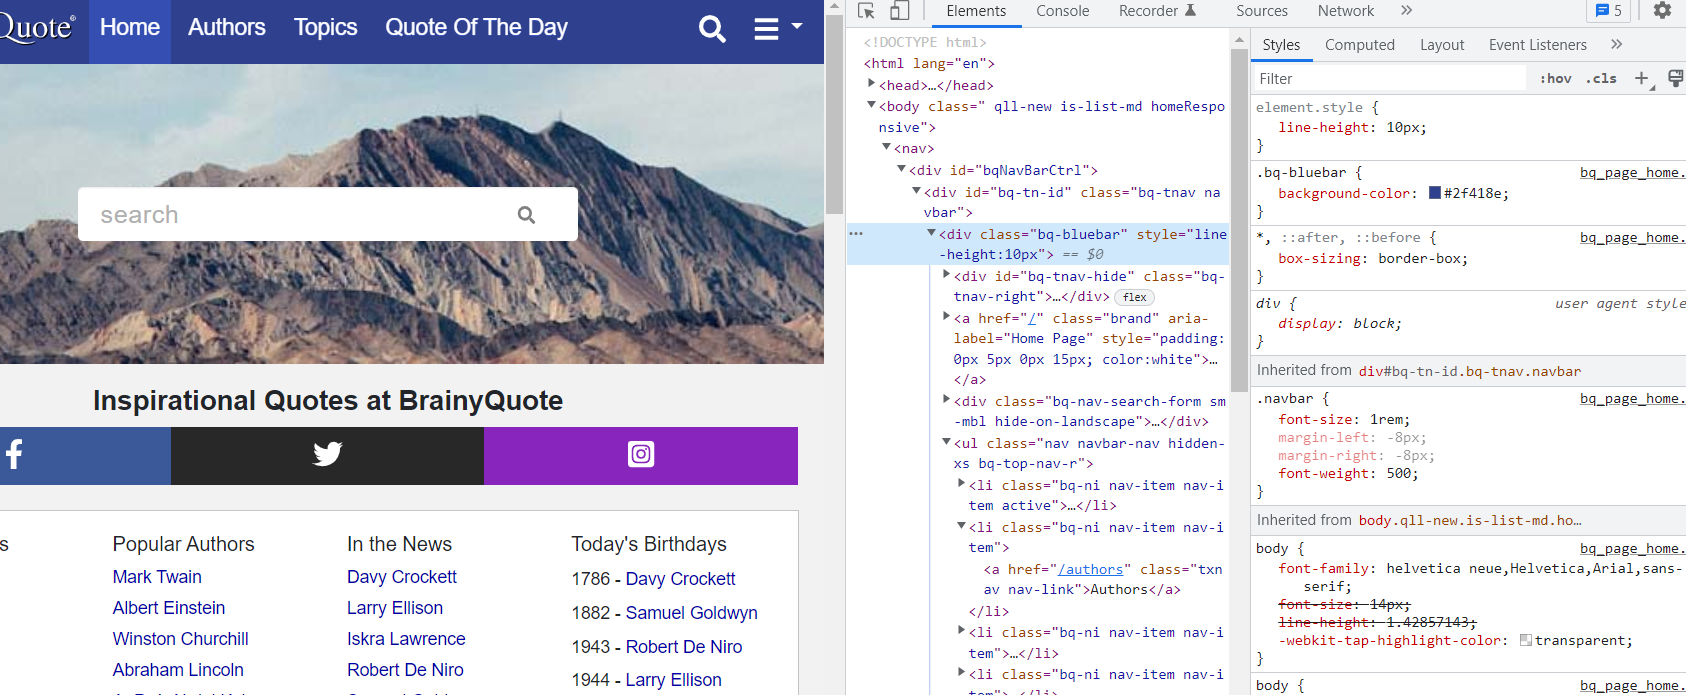 Quote®
Home
Authors
Topics
Quote Of The Day
search
Inspirational Quotes at BrainyQuote
s
Popular Authors
Mark Twain
Albert Einstein
Winston Churchill
Abraham Lincoln
In the News
Davy Crockett
Larry Ellison
Iskra Lawrence
Robert De Niro
Today's Birthdays
1786 - Davy Crockett
1882 - Samuel Goldwyn
1943 - Robert De Niro
1944 - Larry Ellison
Elements
Console
Recorder
Sources
Network
5
<!DOCTYPE html>
<html lang="en">
<head>…</head>
<body class=" qll-new is-list-md homeRespo
nsive">
<nav>
<div id="bqNavBarCtrl">
<div id="bq-tn-id" class="bq-tnav na
vbar">
<div class="bq-bluebar" style="line
-height:10px"> == $0
<div id="bq-tnav-hide" class="bq-
tnav-right">…</div> flex
<a href="/" class="brand" aria-
label="Home Page" style="padding:
0px 5px 0px 15px; color:white">…
</a>
<div class="bq-nav-search-form sm
-mbl hide-on-landscape">…</div>
<ul class="nav navbar-nav hidden-
xs bq-top-nav-r">
<li class="bq-ni nav-item nav-i
tem active">…</li>
<li class="bq-ni nav-item nav-i
tem">
<a href="/authors" class="txn
av nav-link">Authors</a>
</li>
<li class="bq-ni nav-item nav-i
tem">…</li>
<li class="bq-ni nav-item nav-i
Styles
Computed
Layout
Event Listeners
Filter
:hov
.cls
element.style {
line-height: 10px;
}
.bq-bluebar {
bq_page_home.
background-color: #2f418e;
}
*, ::after, ::before {
bq_page_home.
box-sizing: border-box;
}
div {
user agent style
display: block;
}
Inherited from div#bq-tn-id.bq-tnav.navbar
.navbar {
bq_page_home.
font-size: 1rem;
margin-left: -8px;
margin-right: -8px;
font-weight: 500;
}
Inherited from body.qll-new.is-list-md.ho…
body {
bq_page_home.
font-family: helvetica neue,Helvetica,Arial,sans-
serif;
font-size: 14px;
line-height: 1.42857143;
-webkit-tap-highlight-color: transparent;
}
body {
bq_page_home.